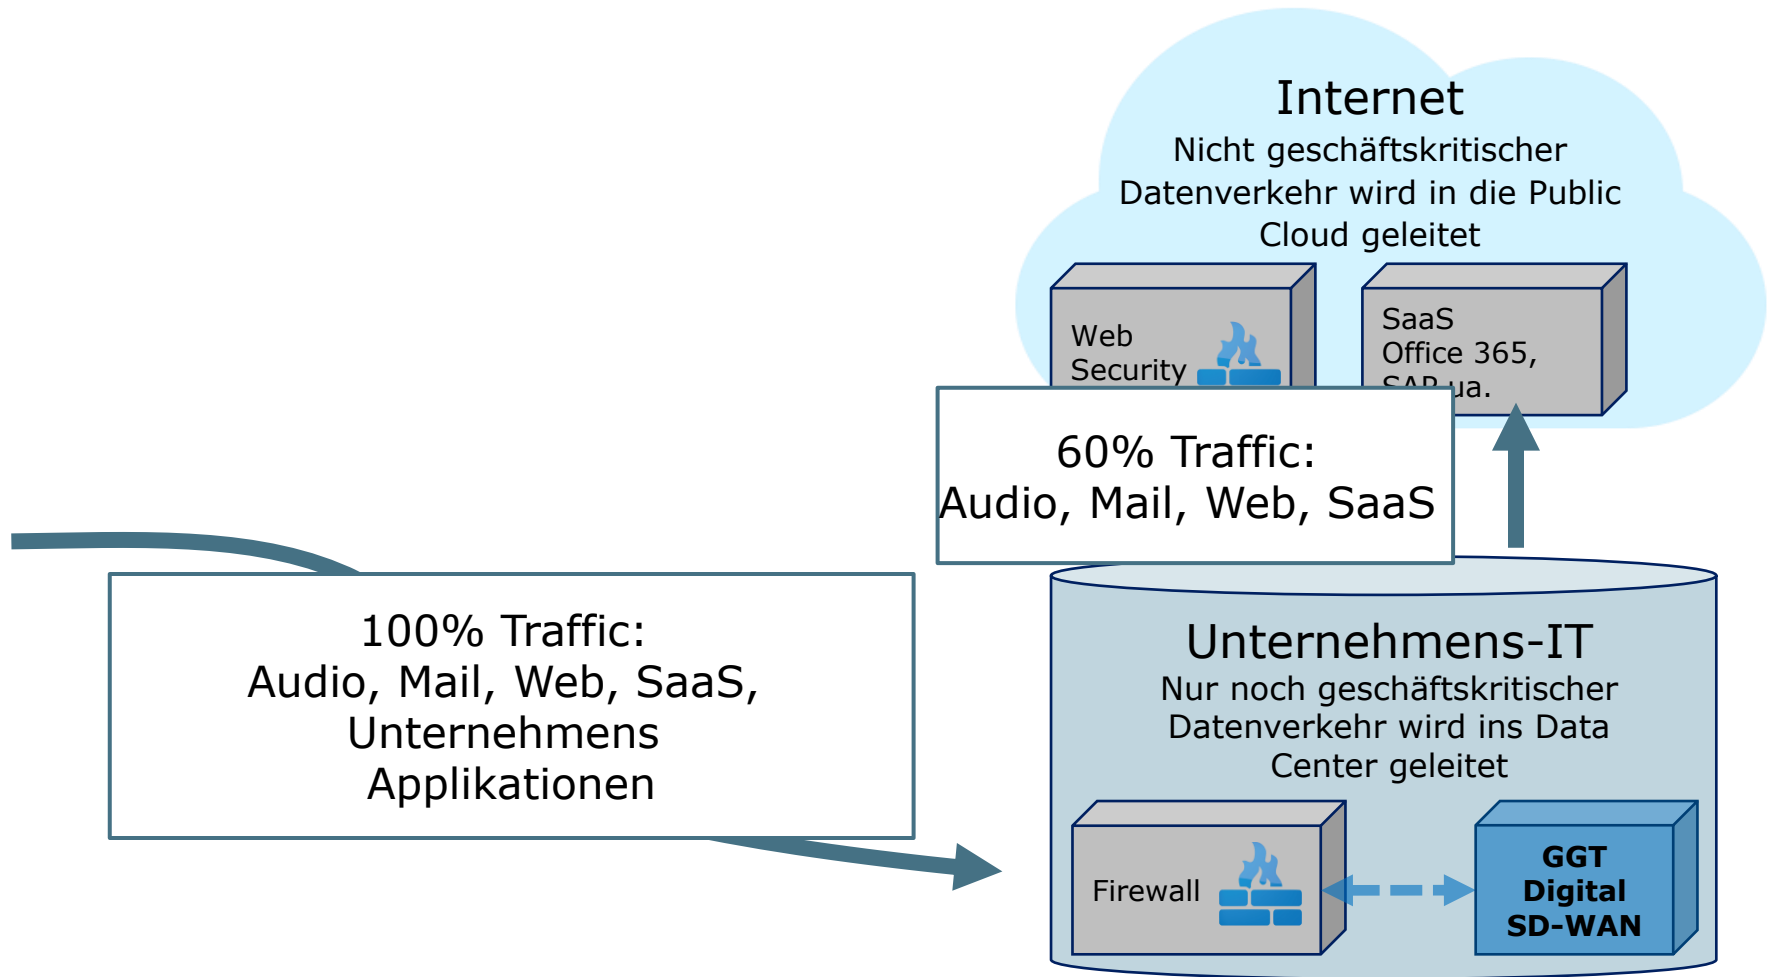 Internet
Nicht geschäftskritischer
Datenverkehr wird in die Public
Cloud geleitet
Web
Security
SaaS
Office 365,
SAP ua.
60% Traffic:
Audio, Mail, Web, SaaS
100% Traffic:
Audio, Mail, Web, SaaS,
Unternehmens
Applikationen
Unternehmens-IT
Nur noch geschäftskritischer
Datenverkehr wird ins Data
Center geleitet
Firewall
GGT
Digital
SD-WAN